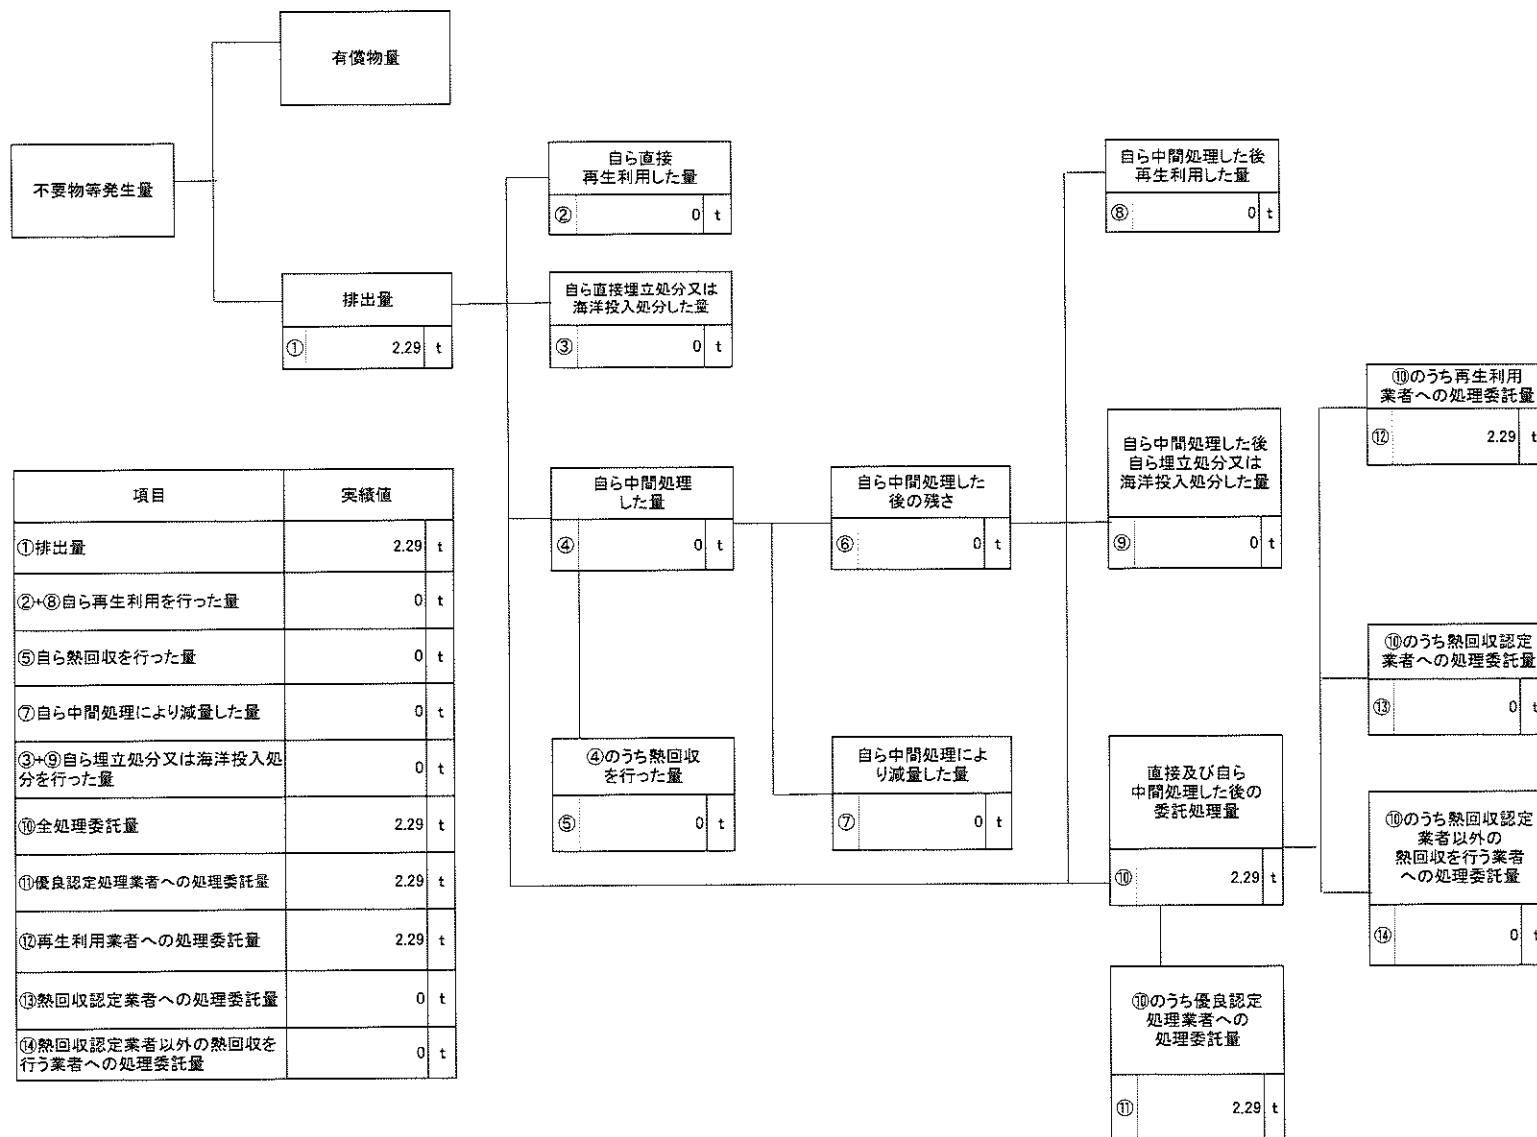 有償物量
不要物等発生量
排出量
① 2.29 t
自ら直接
再生利用した量
② 0 t
自ら直接埋立処分又は
海洋投入処分した量
③ 0 t
自ら中間処理
した量
④ 0 t
④のうち熱回収
を行った量
⑤ 0 t
自ら中間処理した
後の残さ
⑥ 0 t
自ら中間処理によ
り減量した量
⑦ 0 t
自ら中間処理した後
再生利用した量
⑧ 0 t
自ら中間処理した後
自ら埋立処分又は
海洋投入処分した量
⑨ 0 t
直接及び自ら
中間処理した後の
委託処理量
⑩ 2.29 t
⑩のうち優良認定
処理業者への
処理委託量
⑪ 2.29 t
⑩のうち再生利用
業者への処理委託量
⑫ 2.29 t
⑩のうち熱回収認定
業者への処理委託量
⑬ 0 t
⑩のうち熱回収認定
業者以外の
熱回収を行う業者
への処理委託量
⑭ 0 t
項目 実績値
①排出量 2.29 t
②+⑧自ら再生利用を行った量 0 t
⑤自ら熱回収を行った量 0 t
⑦自ら中間処理により減量した量 0 t
③+⑨自ら埋立処分又は海洋投入処
分を行った量 0 t
⑩全処理委託量 2.29 t
⑪優良認定処理業者への処理委託量 2.29 t
⑫再生利用業者への処理委託量 2.29 t
⑬熱回収認定業者への処理委託量 0 t
⑭熱回収認定業者以外の熱回収を
行う業者への処理委託量 0 t